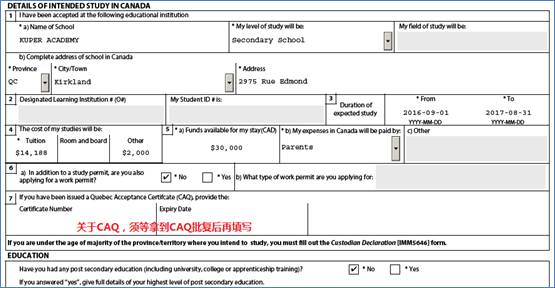 DETAILS OF INTENDED STUDY IN CANADA
1 I have been accepted at the following educational institution
* a) Name of School * My level of study will be: My field of study will be:
KUPER ACADEMY Secondary School
b) Complete address of school in Canada
* Province * City/Town * Address
QC Kirkland 2975 Rue Edmond
2 Designated Learning Institution # (O#) My Student ID # is: 3 Duration of expected study * From * To
2016-09-01 2017-08-31
YYYY-MM-DD YYYY-MM-DD
4 The cost of my studies will be: 5 * a) Funds available for my stay(CAD) * b) My expenses in Canada will be paid by: c) Other
* Tuition Room and board Other
$14,188 $2,000 $30,000 Parents
6 a) In addition to a study permit, are you also applying for a work permit? * No * Yes b) What type of work permit are you applying for:
7 If you have been issued a Quebec Acceptance Certifcate (CAQ), provide the:
Certificate Number Expiry Date
关于CAQ，须等拿到CAQ批复后再填写
If you are under the age of majority of the province/territory where you intend to study, you must fill out the Custodian Declaration [IMM5646] form.
EDUCATION
Have you had any post secondary education (including university, college or apprenticeship training)? * No * Yes
If you answered "yes", give full details of your highest level of post secondary education.